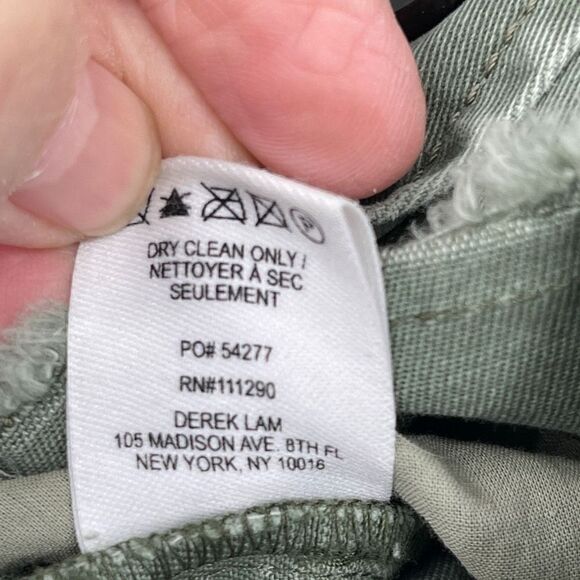 DRY CLEAN ONLY /
NETTOYER À SEC
SEULEMENT
PO# 54277
RN#111290
DEREK LAM
105 MADISON AVE. 8TH FL
NEW YORK, NY 10016